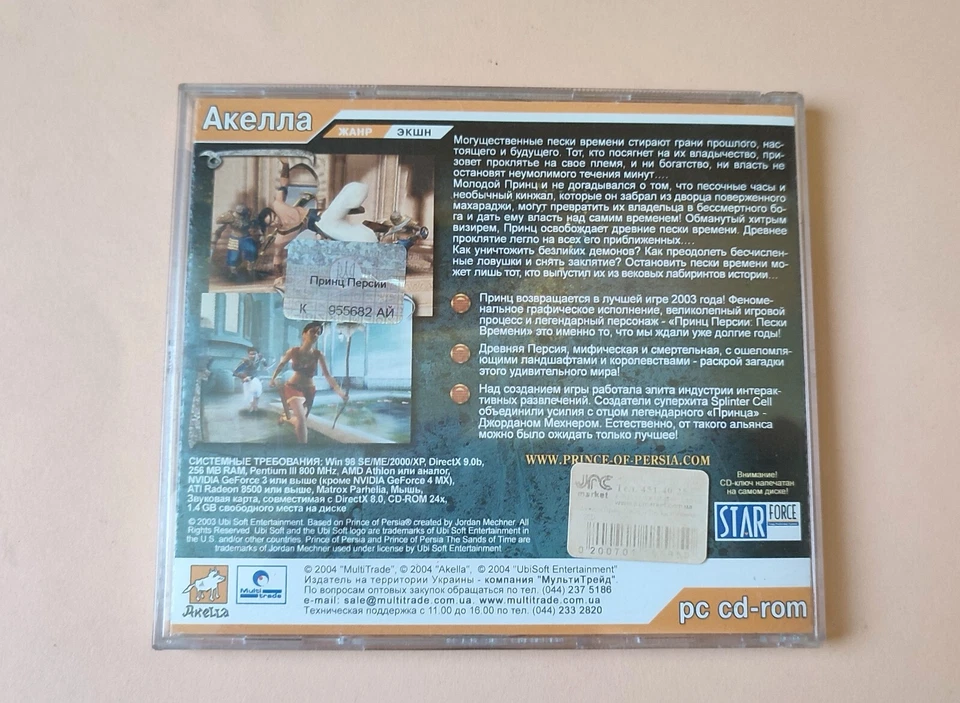 Акелла
ЖАНР ЭКШН
Могущественные пески времени стирают грани прошлого, нас-
тоящего и будущего. Тот, кто посягнет на их владычество, при-
зовет проклятье на свое племя, и ни богатство, ни власть не
остановят неумолимого течения минут....
Молодой Принц и не догадывался о том, что песочные часы и
необычный кинжал, которые он забрал из дворца поверженного
махараджи, могут превратить их владельца в бессмертного бо-
га и дать ему власть над самим временем! Обманутый хитрым
визирем, Принц освобождает древние пески времени. Древнее
проклятие легло на всех его приближенных....
Как уничтожить безликих демонов? Как преодолеть бесчислен-
ные ловушки и снять заклятие? Остановить пески времени мо-
жет лишь тот, кто выпустил их из вековых лабиринтов истории...
Принц Персии
К 955682 АЙ
Принц возвращается в лучшей игре 2003 года! Феноме-
нальное графическое исполнение, великолепный игровой
процесс и легендарный персонаж - «Принц Персии: Пески
Времени» это именно то, что мы ждали уже долгие годы!
Древняя Персия, мифическая и смертельная, с ошеломля-
ющими ландшафтами и королевствами - раскрой загадки
этого удивительного мира!
Над созданием игры работала элита индустрии интерак-
тивных развлечений. Создатели суперхита Splinter Cell
объединили усилия с отцом легендарного «Принца» -
Джорданом Мехнером. Естественно, от такого альянса
можно было ожидать только лучшее!
WWW.PRINCE-OF-PERSIA.COM
СИСТЕМНЫЕ ТРЕБОВАНИЯ: Win 98 SE/ME/2000/XP, DirectX 9.0b,
256 MB RAM, Pentium III 800 MHz, AMD Athlon или аналог,
NVIDIA GeForce 3 или выше (кроме NVIDIA GeForce 4 MX),
ATI Radeon 8500 или выше, Matrox Parhelia, Мышь,
Звуковая карта, совместимая с DirectX 8.0, CD-ROM 24x,
1.4 GB свободного места на диске
© 2003 Ubi Soft Entertainment. Based on Prince of Persia® created by Jordan Mechner. All
Rights Reserved. Ubi Soft and the Ubi Soft logo are trademarks of Ubi Soft Entertainment in
the U.S. and/or other countries. Prince of Persia and Prince of Persia The Sands of Time are
trademarks of Jordan Mechner used under license by Ubi Soft Entertainment
market
Внимание!
CD-ключ напечатан
на самом диске!
STAR FORCE
Akella
Multi trade
© 2004 "MultiTrade", © 2004 "Akella", © 2004 "UbiSoft Entertainment"
Издатель на территории Украины - компания "МультиТрейд".
По вопросам оптовых закупок обращаться по тел. (044) 237 5186
e-mail: sale@multitrade.com.ua. www.multitrade.com.ua
Техническая поддержка с 11.00 до 16.00 по тел. (044) 233 2820
pc cd-rom